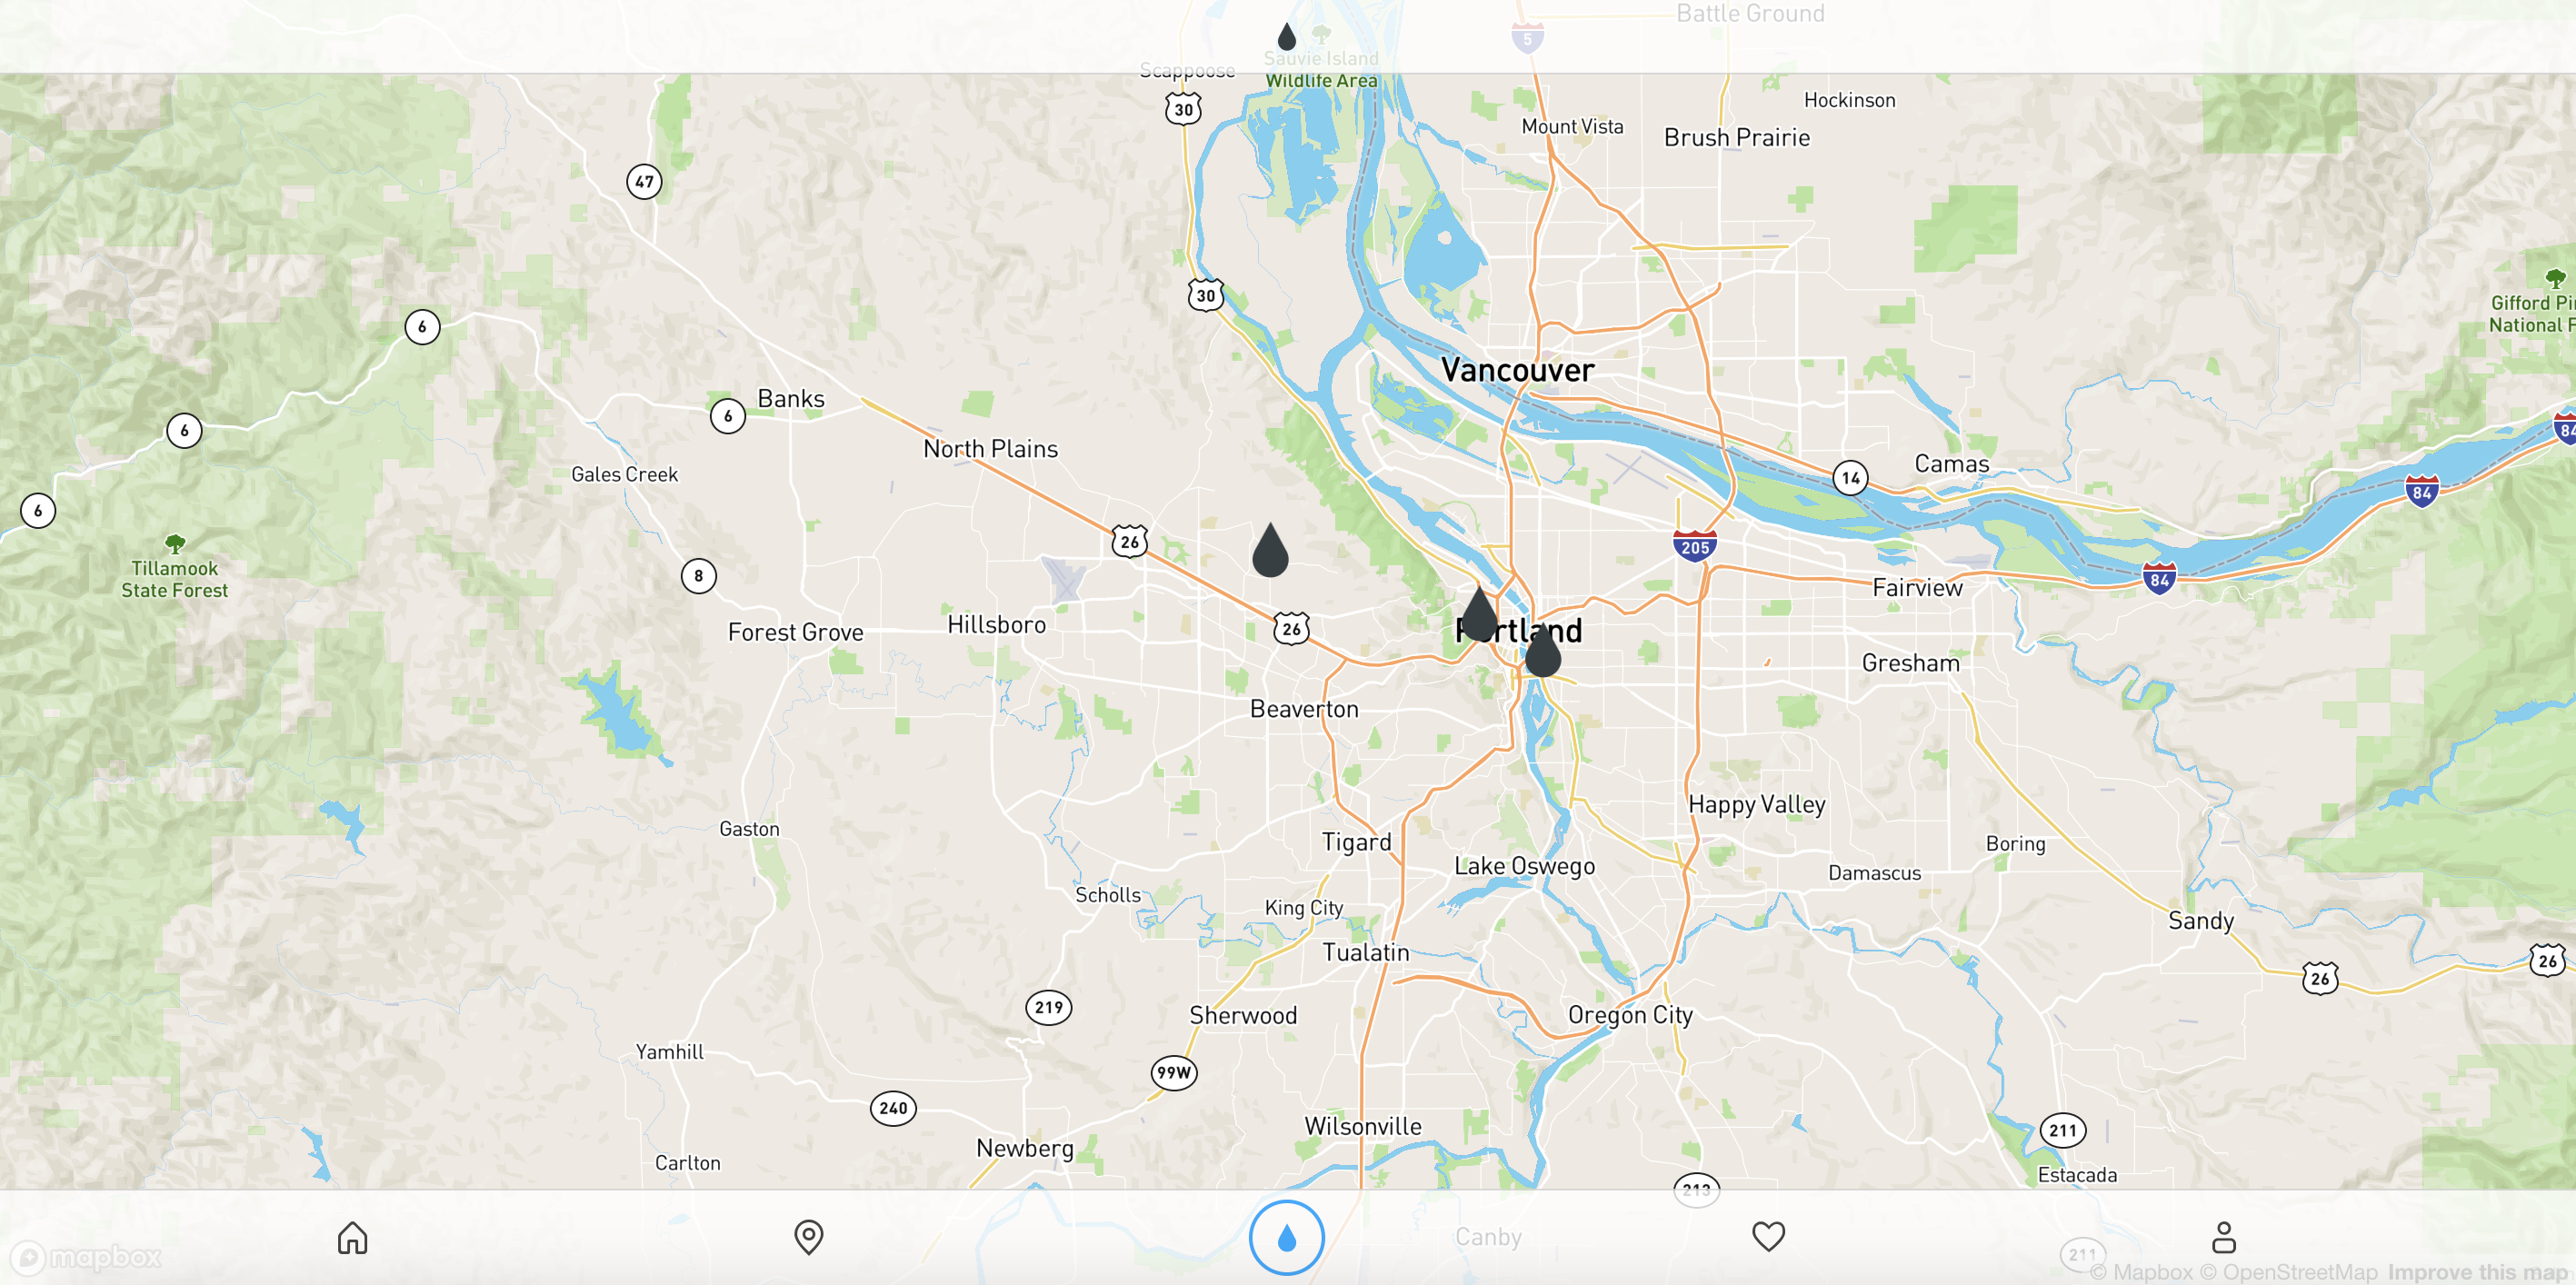 Battle Ground
5
Sauvie Island
Wildlife Area
Scappoose
30
Hockinson
Mount Vista
Brush Prairie
47
30
6
Gifford
National
Vancouver
Banks
6
6
84
North Plains
Camas
14
Gales Creek
84
6
26
205
Tillamook
State Forest
8
84
Fairview
Forest Grove
Hillsboro
26
Portland
Gresham
Beaverton
Happy Valley
Gaston
Tigard
Boring
Lake Oswego
Damascus
Scholls
King City
Sandy
Tualatin
26
26
219
Sherwood
Oregon City
Yamhill
99W
240
Wilsonville
211
Newberg
Carlton
Estacada
213
Canby
211
mapbox
© Mapbox © OpenStreetMap Improve this map